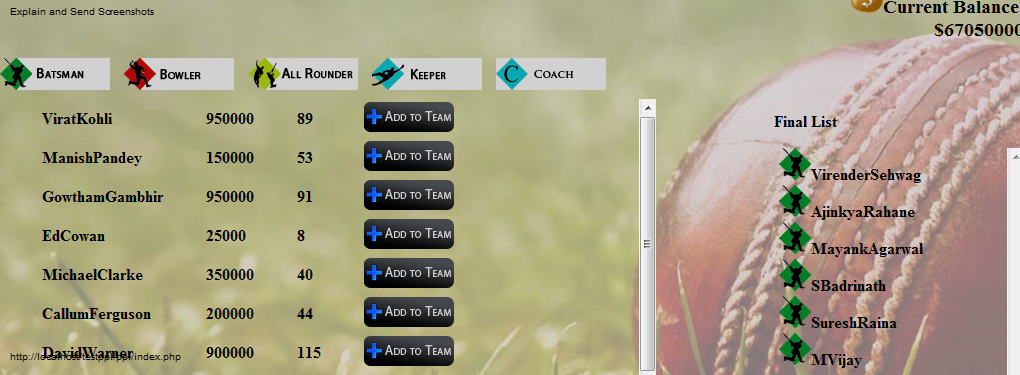 Explain and Send Screenshots
Current Balance
$67050000
BATSMAN
BOWLER
ALL ROUNDER
KEEPER
C COACH
ViratKohli 950000 89 ADD TO TEAM
ManishPandey 150000 53 ADD TO TEAM
GowthamGambhir 950000 91 ADD TO TEAM
EdCowan 25000 8 ADD TO TEAM
MichaelClarke 350000 40 ADD TO TEAM
CallumFerguson 200000 44 ADD TO TEAM
DavidWarner 900000 115 ADD TO TEAM
Final List
VirenderSehwag
AjinkyaRahane
MayankAgarwal
SBadrinath
SureshRaina
MVijay